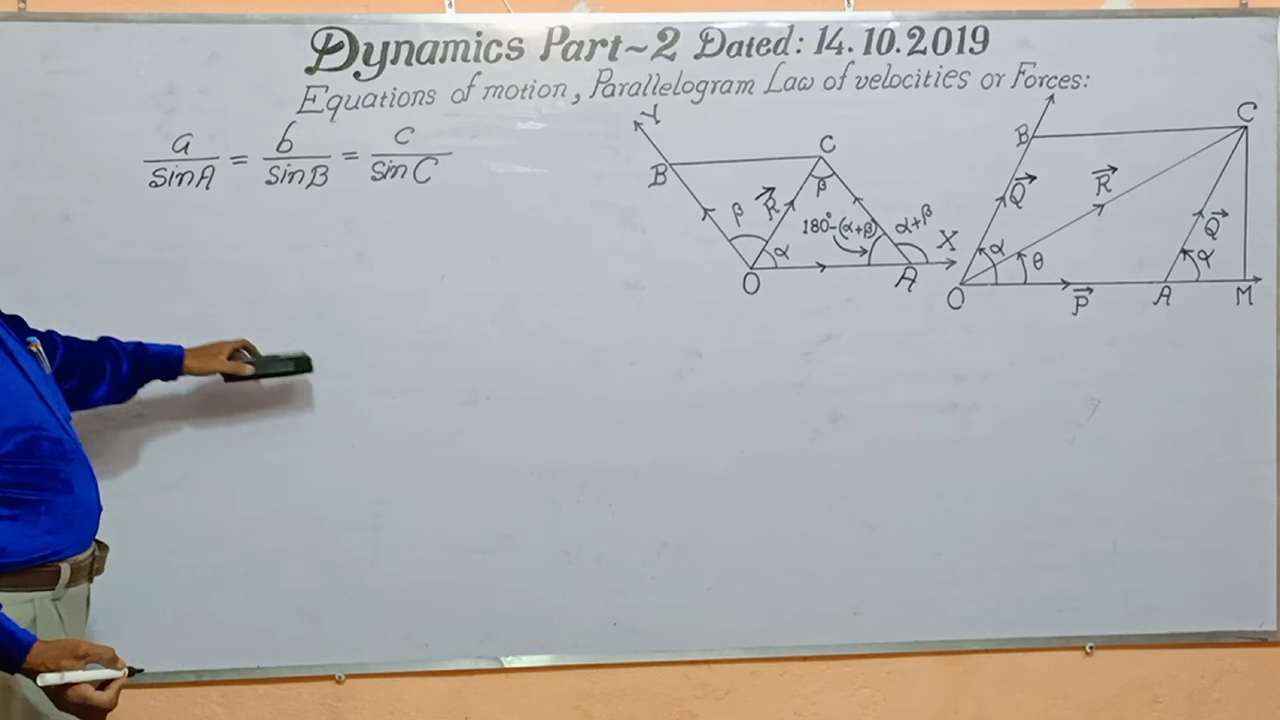 Dynamics Part~2 Dated: 14.10.2019
Equations of motion, Parallelogram Law of velocities or Forces:
a/sinA = b/sinB = c/sinC
Y
B
C
β
β
R⃗
α
180°-(α+β)
α+β
X
O
A
B
C
Q⃗
R⃗
Q⃗
α
θ
α
O
P⃗
A
M